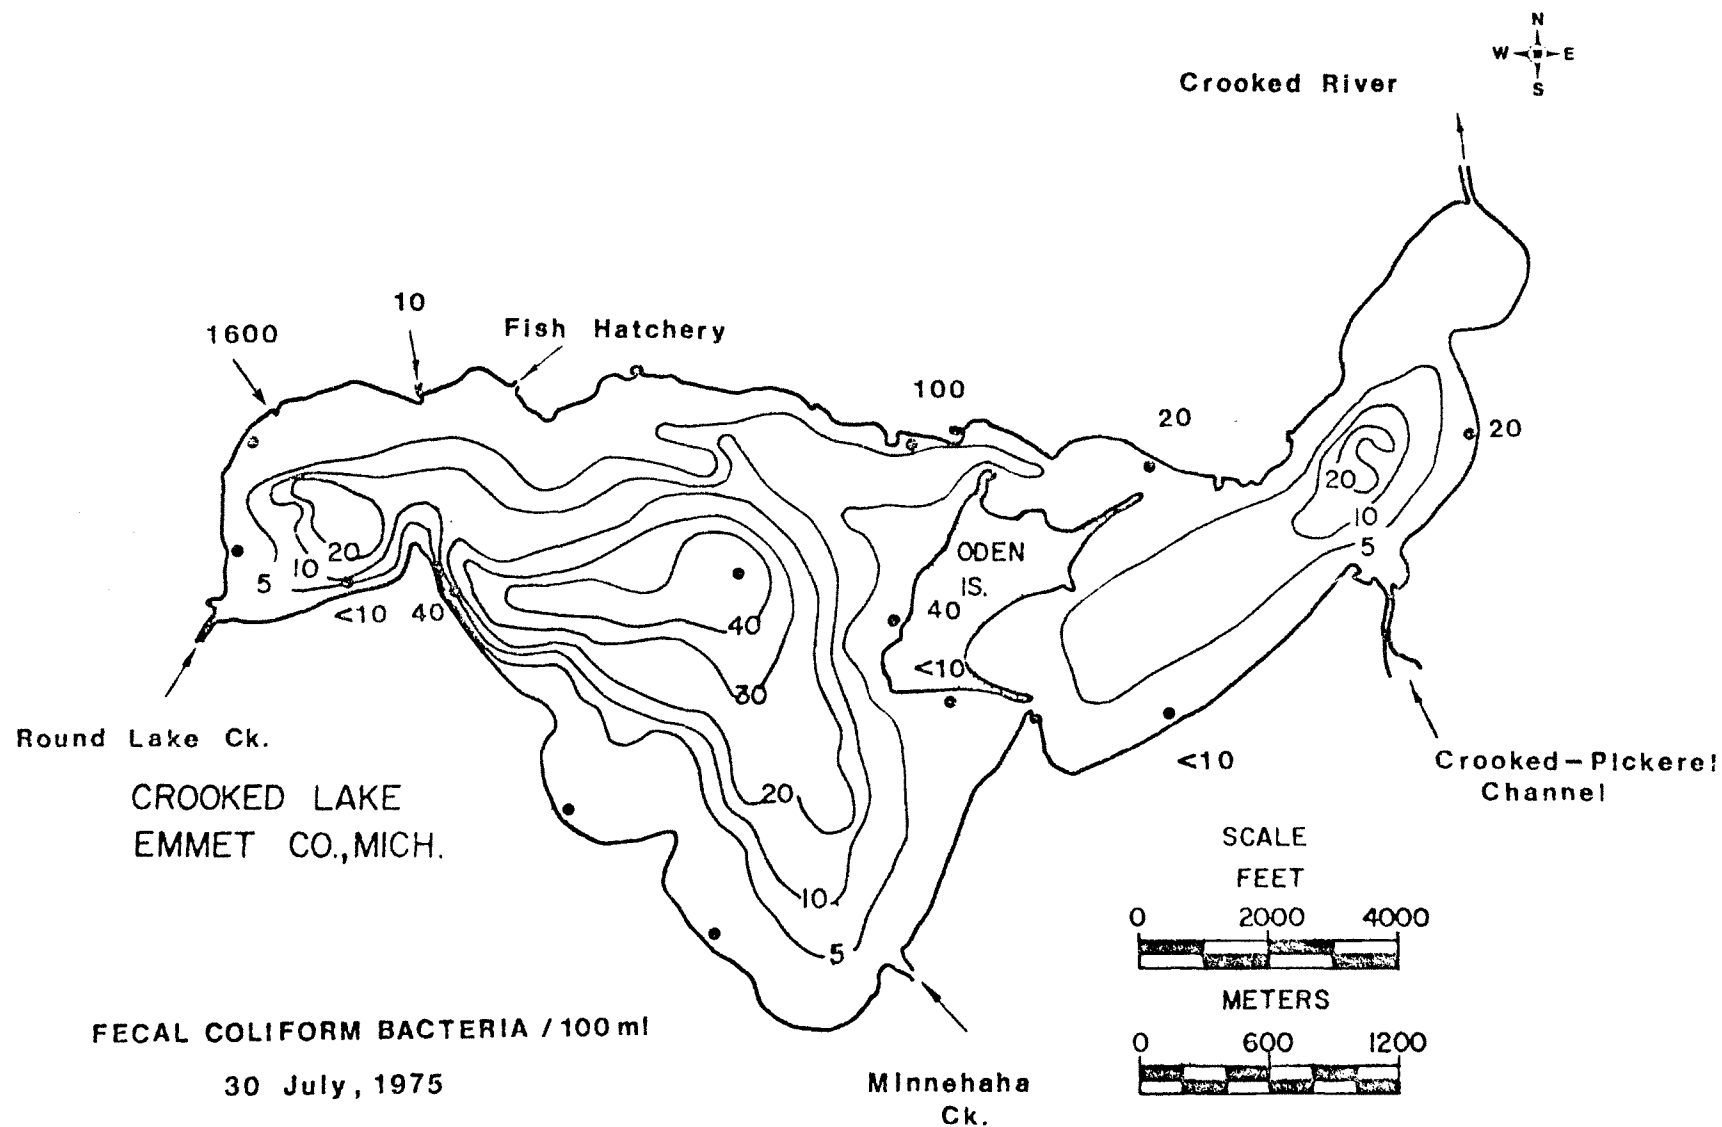 N
W E
S
Crooked River
10
1600
Fish Hatchery
100
20
20
20
10
5
ODEN
IS.
40
<10
5 10 20
<10 40
40
30
20
10
5
<10
Round Lake Ck.
CROOKED LAKE
EMMET CO., MICH.
Crooked-Pickerel
Channel
SCALE
FEET
0 2000 4000
METERS
0 600 1200
FECAL COLIFORM BACTERIA / 100 ml
30 July, 1975
Minnehaha
Ck.